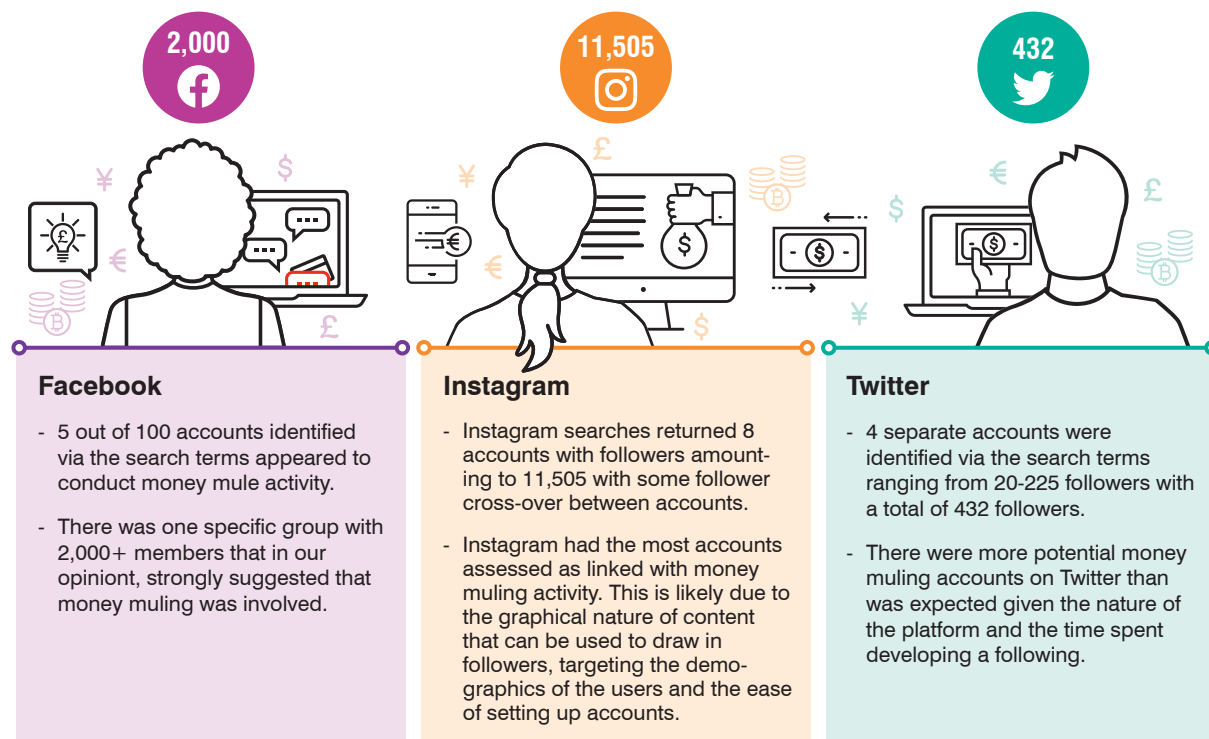 2,000
11,505
432
Facebook
- 5 out of 100 accounts identified
via the search terms appeared to
conduct money mule activity.
- There was one specific group with
2,000+ members that in our
opiniont, strongly suggested that
money muling was involved.
Instagram
- Instagram searches returned 8
accounts with followers amount-
ing to 11,505 with some follower
cross-over between accounts.
- Instagram had the most accounts
assessed as linked with money
muling activity. This is likely due to
the graphical nature of content
that can be used to draw in
followers, targeting the demo-
graphics of the users and the ease
of setting up accounts.
Twitter
- 4 separate accounts were
identified via the search terms
ranging from 20-225 followers with
a total of 432 followers.
- There were more potential money
muling accounts on Twitter than
was expected given the nature of
the platform and the time spent
developing a following.